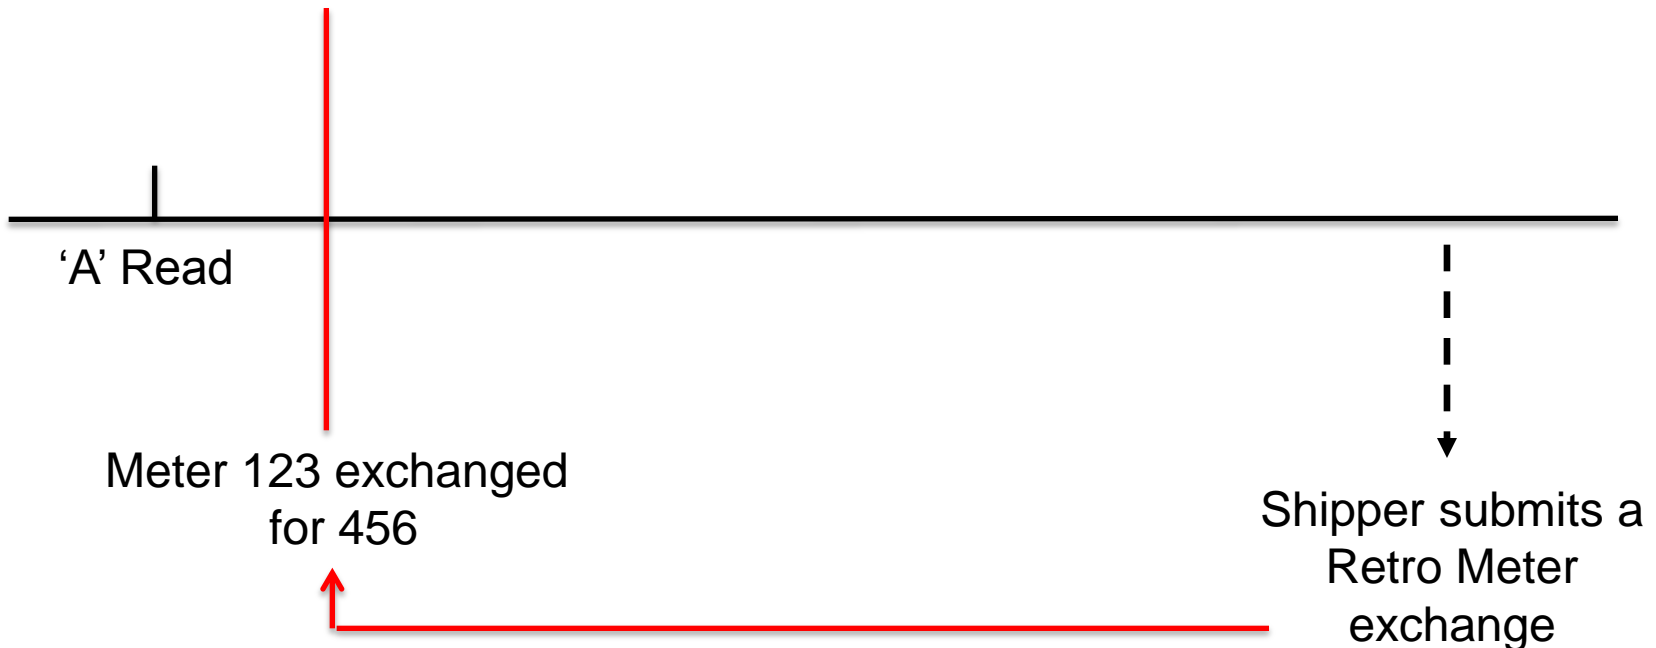 ‘A’ Read
Meter 123 exchanged
for 456
Shipper submits a
Retro Meter
exchange